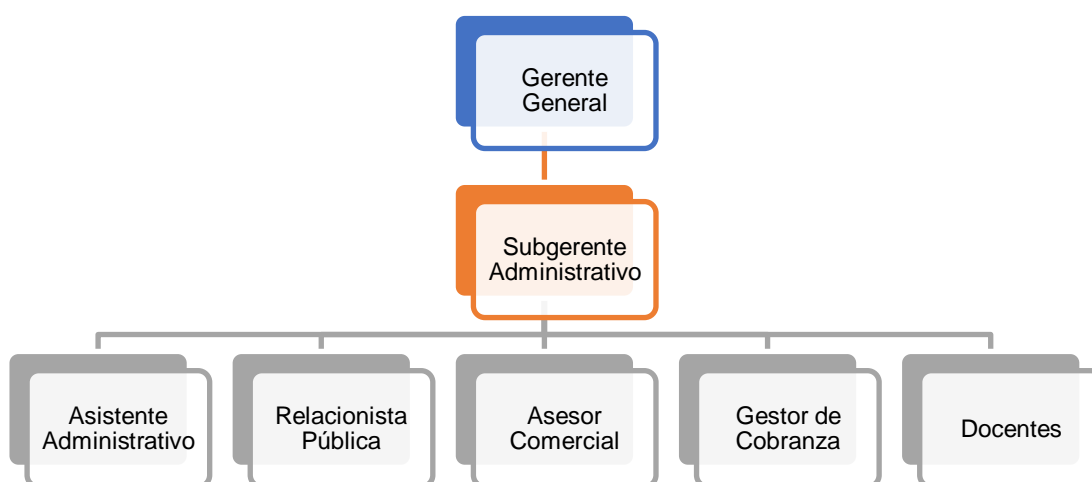 Gerente
General
Subgerente
Administrativo
Asistente
Administrativo
Relacionista
Pública
Asesor
Comercial
Gestor de
Cobranza
Docentes